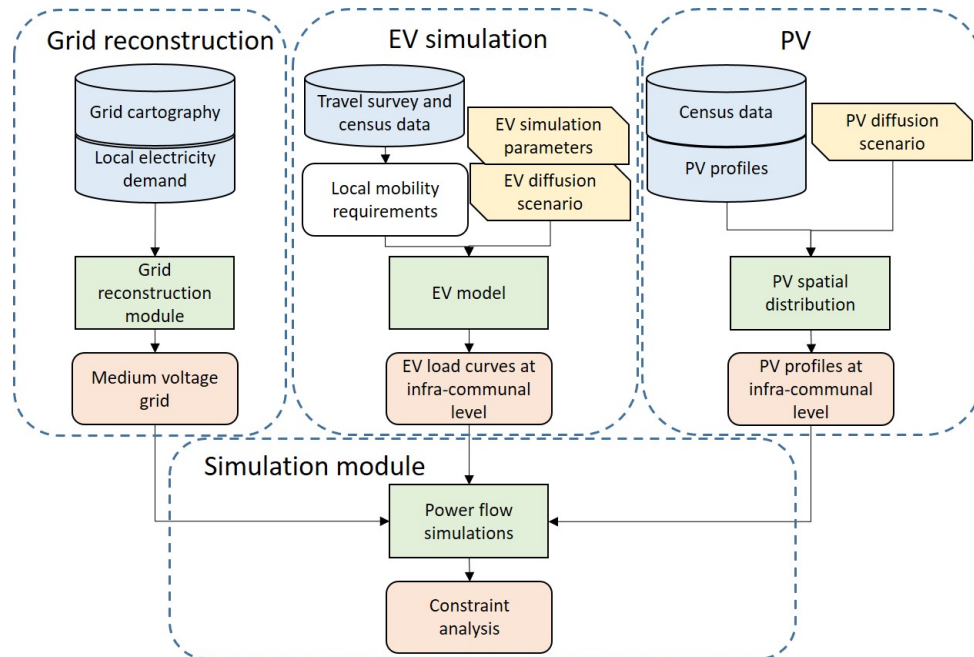 Grid reconstruction
Grid cartography
Local electricity
demand
Grid
reconstruction
module
Medium voltage
grid
EV simulation
Travel survey and
census data
EV simulation
parameters
Local mobility
requirements
EV diffusion
scenario
EV model
EV load curves at
infra-communal
level
PV
Census data
PV profiles
PV diffusion
scenario
PV spatial
distribution
PV profiles at
infra-communal
level
Simulation module
Power flow
simulations
Constraint
analysis